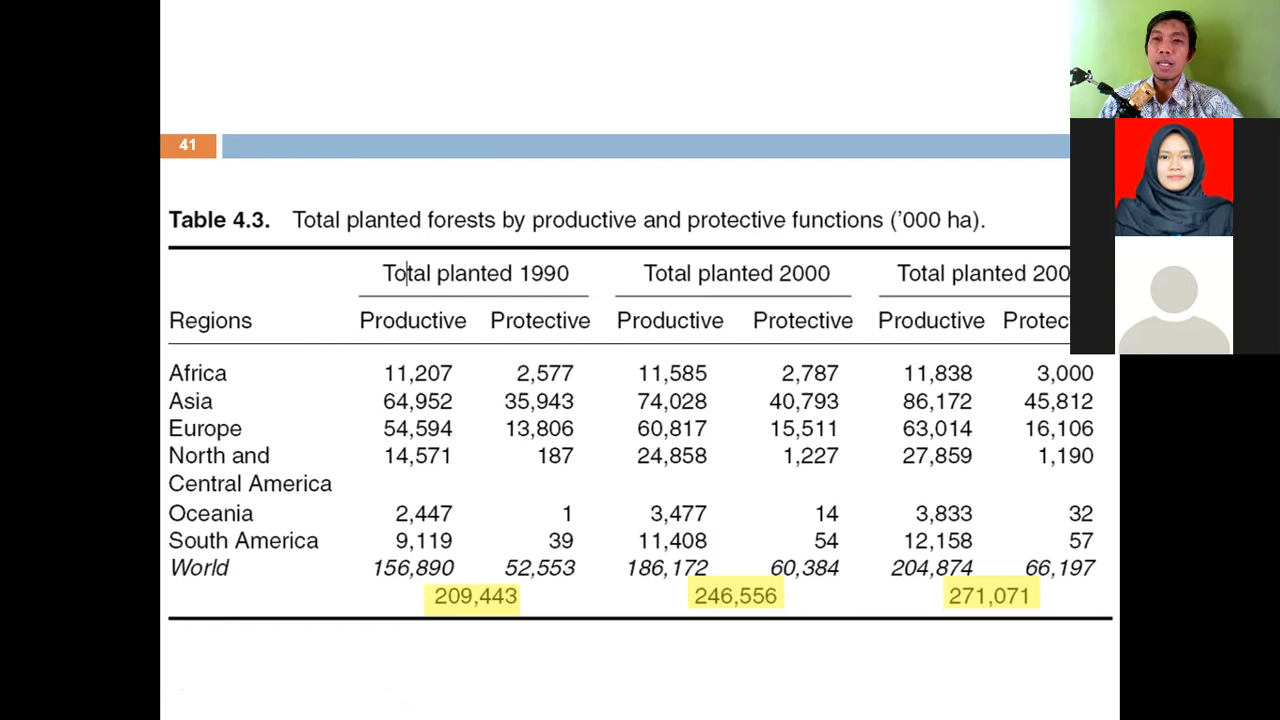 41
Table 4.3. Total planted forests by productive and protective functions ('000 ha).
Total planted 1990 Total planted 2000 Total planted 200
Regions Productive Protective Productive Protective Productive Protec
Africa 11,207 2,577 11,585 2,787 11,838 3,000
Asia 64,952 35,943 74,028 40,793 86,172 45,812
Europe 54,594 13,806 60,817 15,511 63,014 16,106
North and 14,571 187 24,858 1,227 27,859 1,190
Central America
Oceania 2,447 1 3,477 14 3,833 32
South America 9,119 39 11,408 54 12,158 57
World 156,890 52,553 186,172 60,384 204,874 66,197
209,443 246,556 271,071